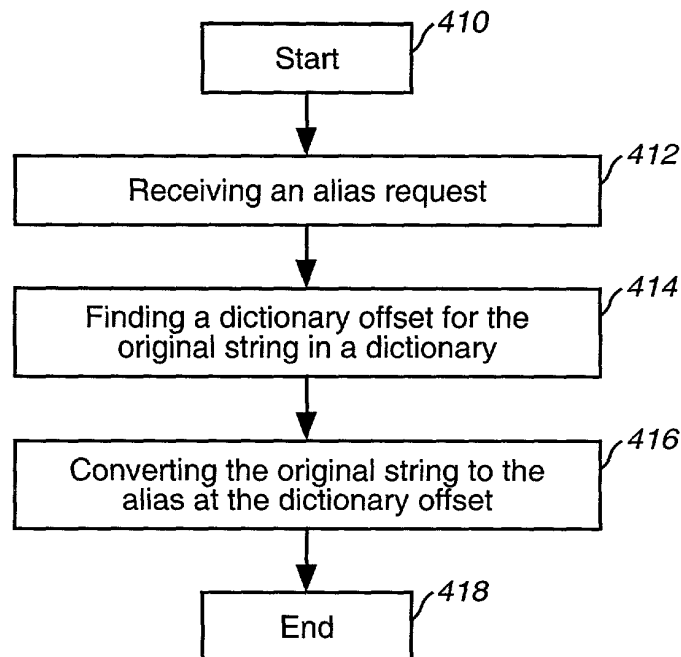 410
Start
412
Receiving an alias request
414
Finding a dictionary offset for the
original string in a dictionary
416
Converting the original string to the
alias at the dictionary offset
418
End